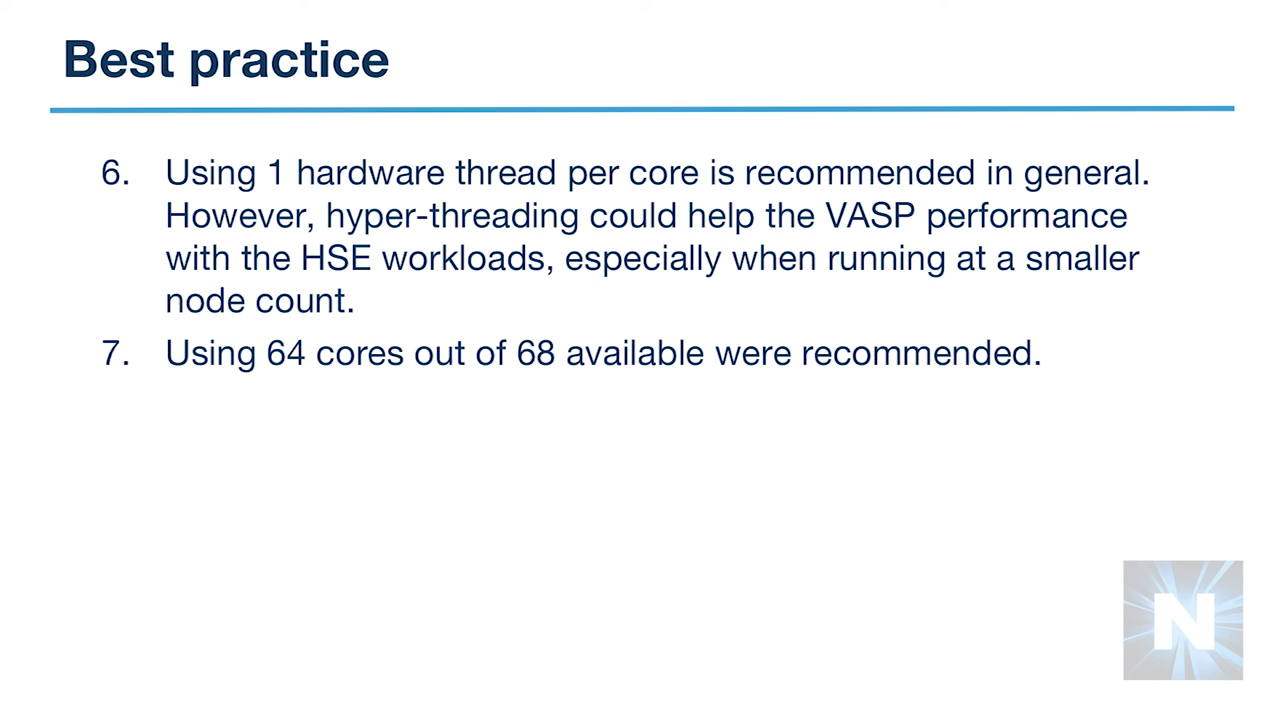 Best practice
6. Using 1 hardware thread per core is recommended in general.
However, hyper-threading could help the VASP performance
with the HSE workloads, especially when running at a smaller
node count.
7. Using 64 cores out of 68 available were recommended.
N